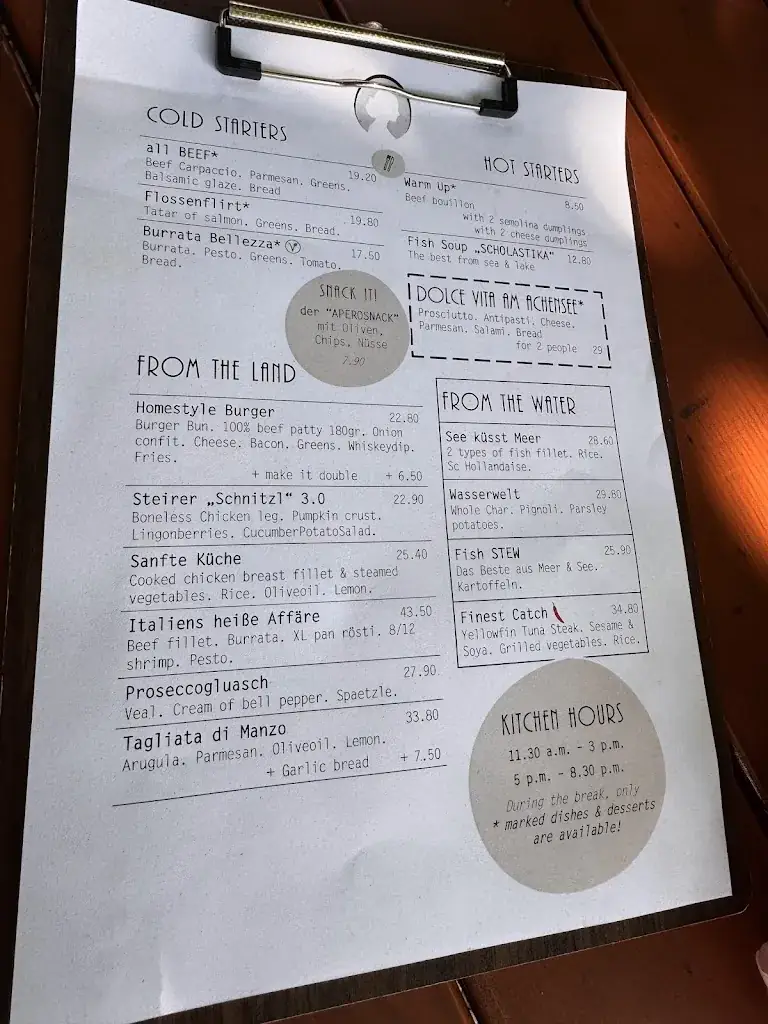 COLD STARTERS
all BEEF*
Beef Carpaccio. Parmesan. Greens. 19.20
Balsamic glaze. Bread
Flossenflirt*
Tatar of salmon. Greens. Bread. 19.80
Burrata Bellezza* V
Burrata. Pesto. Greens. Tomato. 17.50
Bread.
HOT STARTERS
Warm Up*
Beef bouillon 8.50
with 2 semolina dumplings
with 2 cheese dumplings
Fish Soup „SCHOLASTIKA" 12.80
The best from sea & lake
SNACK IT!
der "APEROSNACK"
mit Oliven,
Chips, Nüsse
7.90
DOLCE VITA AM ACHENSEE*
Prosciutto. Antipasti. Cheese.
Parmesan. Salami. Bread
for 2 people 29
FROM THE LAND
Homestyle Burger 22.80
Burger Bun. 100% beef patty 180gr. Onion
confit. Cheese. Bacon. Greens. Whiskeydip.
Fries.
+ make it double + 6.50
Steirer „Schnitzl" 3.0 22.90
Boneless Chicken leg. Pumpkin crust.
Lingonberries. CucumberPotatoSalad.
Sanfte Küche 25.40
Cooked chicken breast fillet & steamed
vegetables. Rice. Oliveoil. Lemon.
Italiens heiße Affäre 43.50
Beef fillet. Burrata. XL pan rösti. 8/12
shrimp. Pesto.
Proseccogluasch 27.90
Veal. Cream of bell pepper. Spaetzle.
Tagliata di Manzo 33.80
Arugula. Parmesan. Oliveoil. Lemon.
+ Garlic bread + 7.50
FROM THE WATER
See küsst Meer 28.60
2 types of fish fillet. Rice.
Sc Hollandaise.
Wasserwelt 29.80
Whole Char. Pignoli. Parsley
potatoes.
Fish STEW 25.90
Das Beste aus Meer & See.
Kartoffeln.
Finest Catch 34.80
Yellowfin Tuna Steak. Sesame &
Soya. Grilled vegetables. Rice.
KITCHEN HOURS
11.30 a.m. - 3 p.m.
5 p.m. - 8.30 p.m.
During the break, only
* marked dishes & desserts
are available!